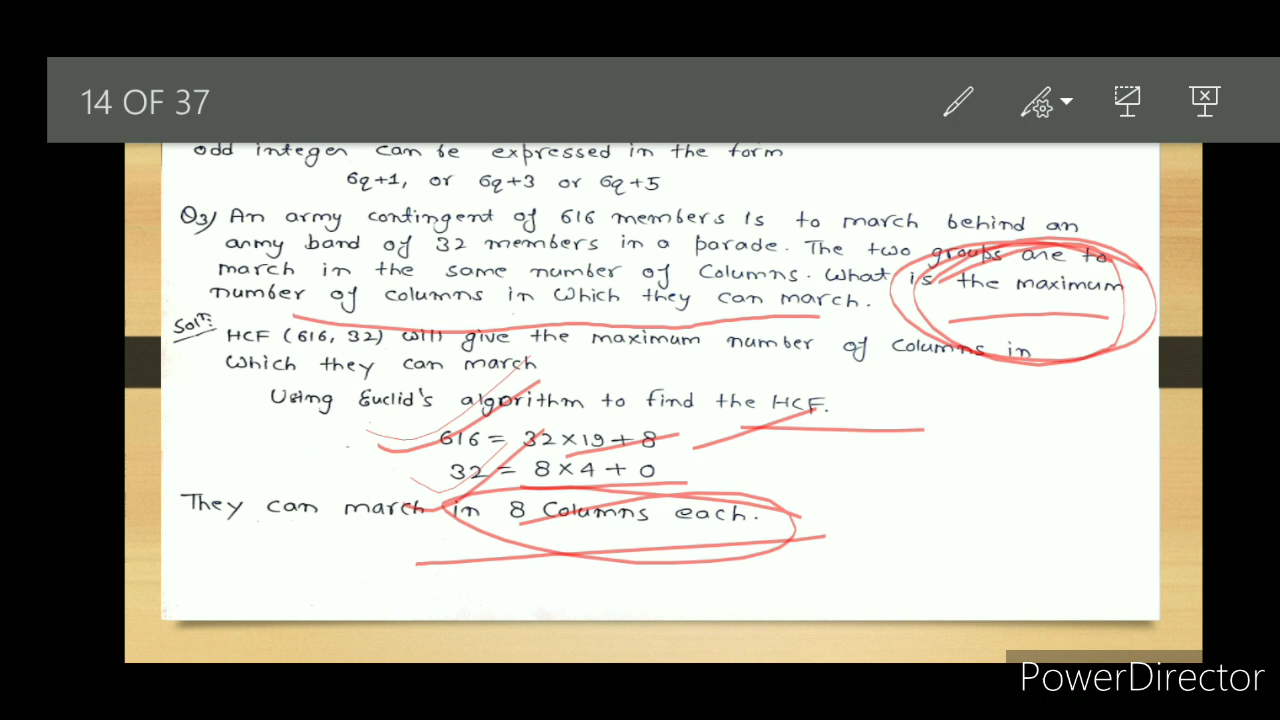 14 OF 37
odd integer can be expressed in the form
6q+1, or 6q+3 or 6q+5
Q3) An army contingent of 616 members is to march behind an
army band of 32 members in a parade. The two groups are to
march in the same number of columns. What is the maximum
number of columns in which they can march.
Solⁿ:
HCF (616, 32) will give the maximum number of columns in
which they can march
Using Euclid's algorithm to find the HCF.
616 = 32×19+8
32 = 8×4+0
They can march in 8 columns each.
PowerDirector